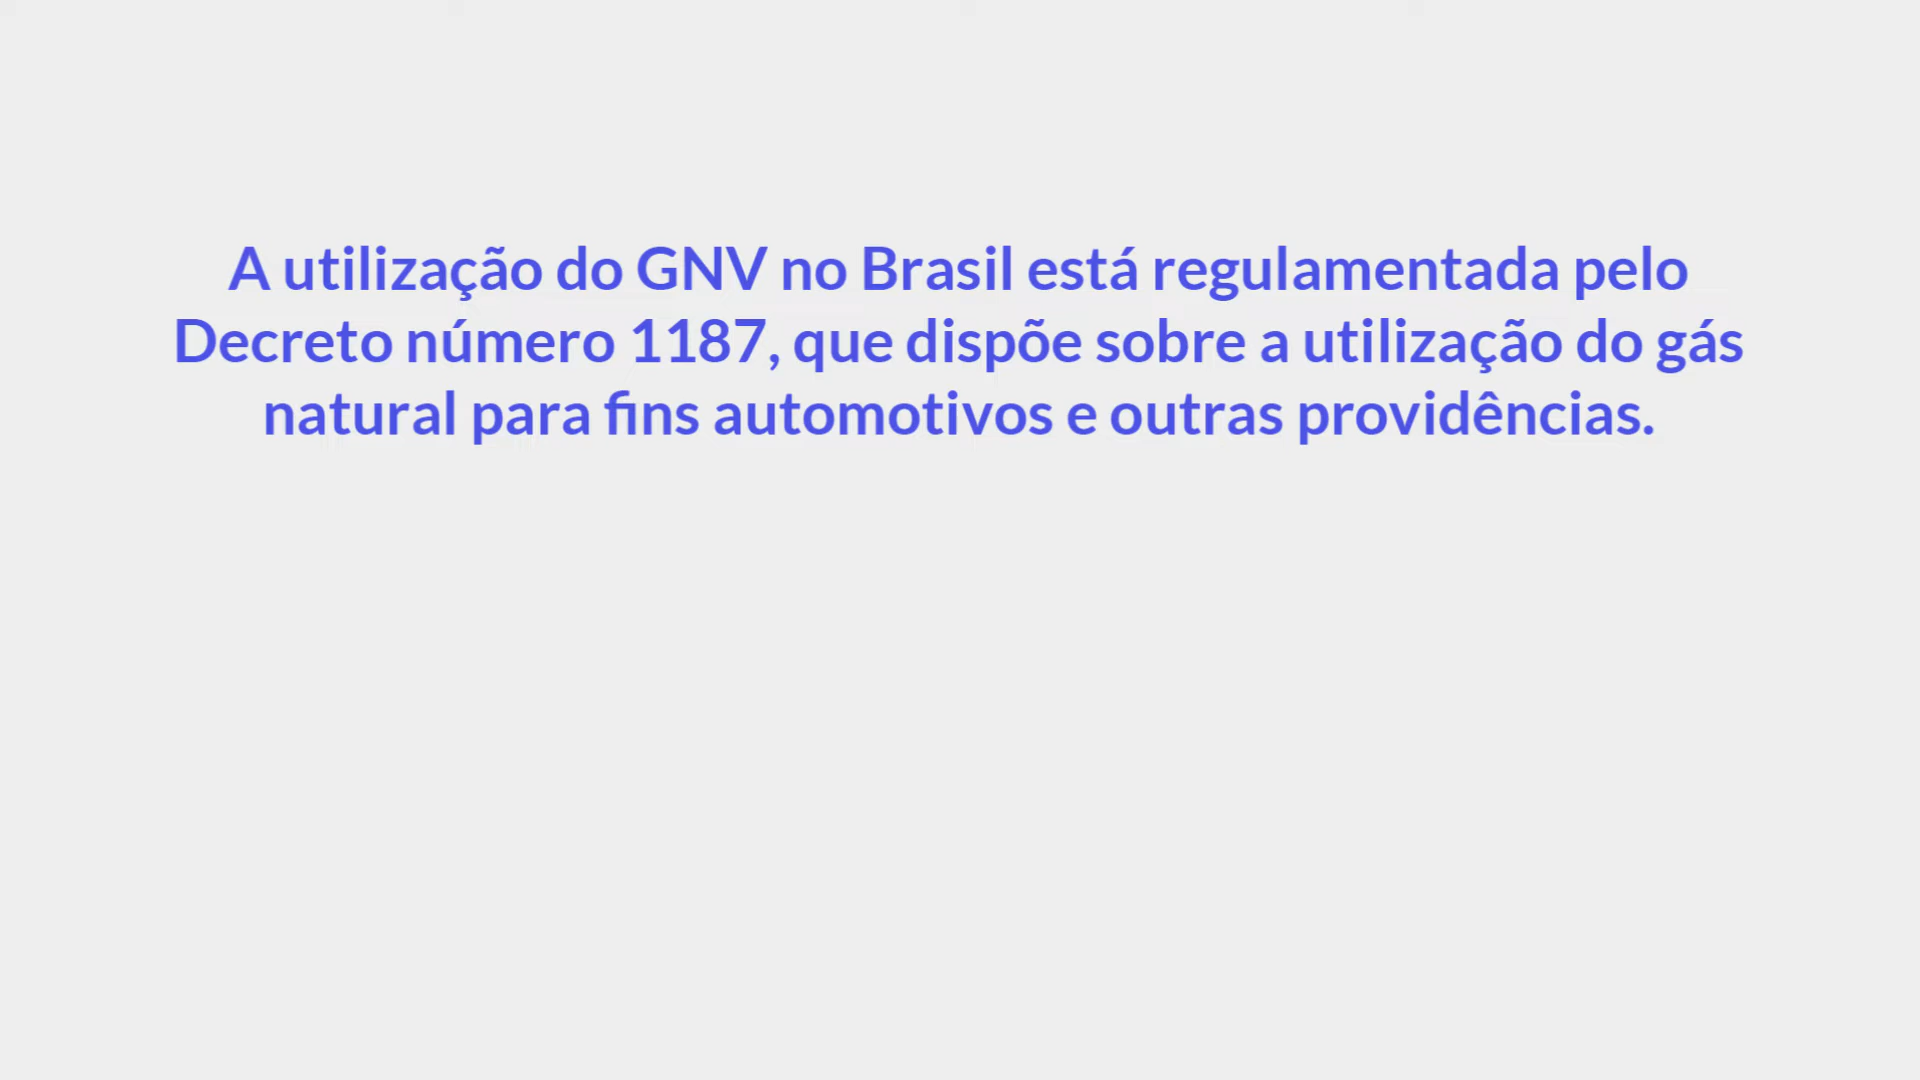 A utilização do GNV no Brasil está regulamentada pelo
Decreto número 1187, que dispõe sobre a utilização do gás
natural para fins automotivos e outras providências.